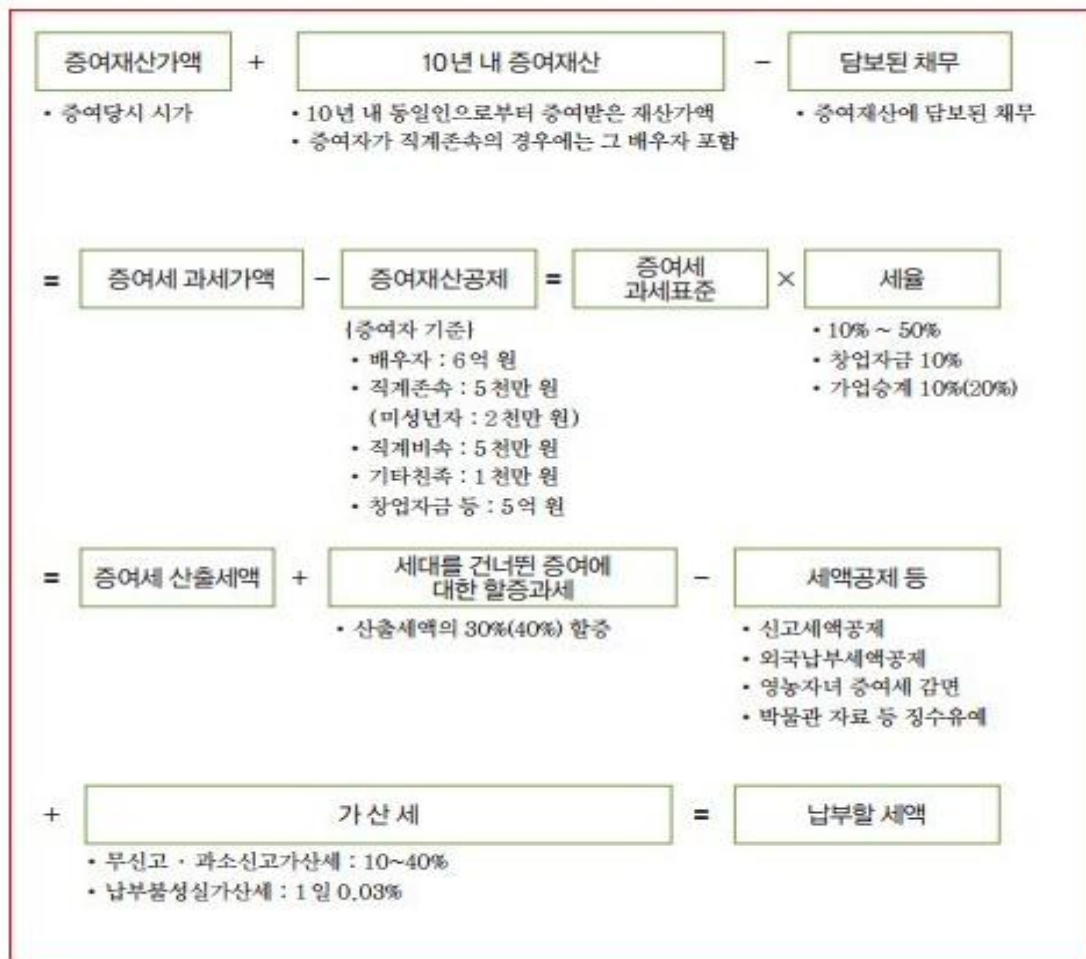 증여재산가액 + 10년 내 증여재산 - 담보된 채무
• 증여당시 시가
• 10년 내 동일인으로부터 증여받은 재산가액
• 증여자가 직계존속의 경우에는 그 배우자 포함
• 증여재산에 담보된 채무
= 증여세 과세가액 - 증여재산공제 = 증여세 과세표준 × 세율
{증여자 기준}
• 배우자 : 6억 원
• 직계존속 : 5천만 원
(미성년자 : 2천만 원)
• 직계비속 : 5천만 원
• 기타친족 : 1천만 원
• 창업자금 등 : 5억 원
• 10% ~ 50%
• 창업자금 10%
• 가업승계 10%(20%)
= 증여세 산출세액 + 세대를 건너뛴 증여에 대한 할증과세 - 세액공제 등
• 산출세액의 30%(40%) 할증
• 신고세액공제
• 외국납부세액공제
• 영농자녀 증여세 감면
• 박물관 자료 등 징수유예
+ 가 산 세 = 납부할 세액
• 무신고 · 과소신고가산세 : 10~40%
• 납부불성실가산세 : 1일 0.03%